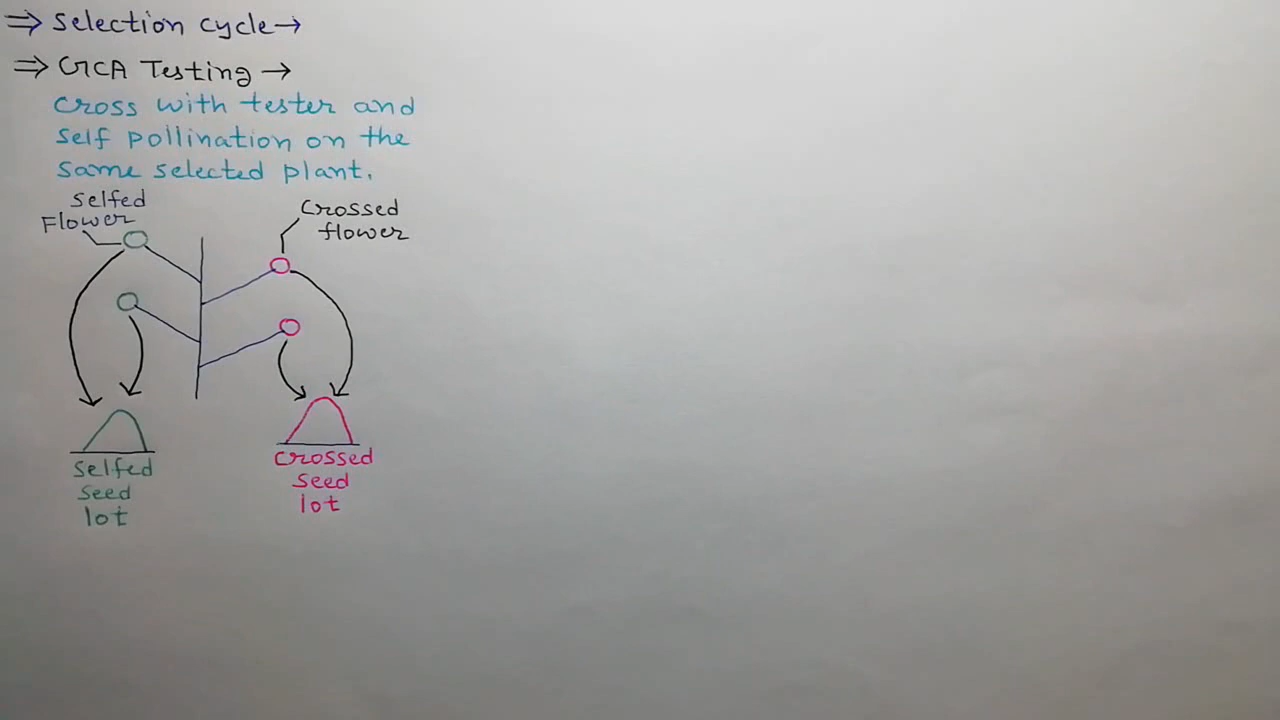 ⇒ Selection cycle →
⇒ GCA Testing →
Cross with tester and
self pollination on the
same selected plant.
Selfed
Flower
Crossed
flower
Selfed
seed
lot
Crossed
seed
lot